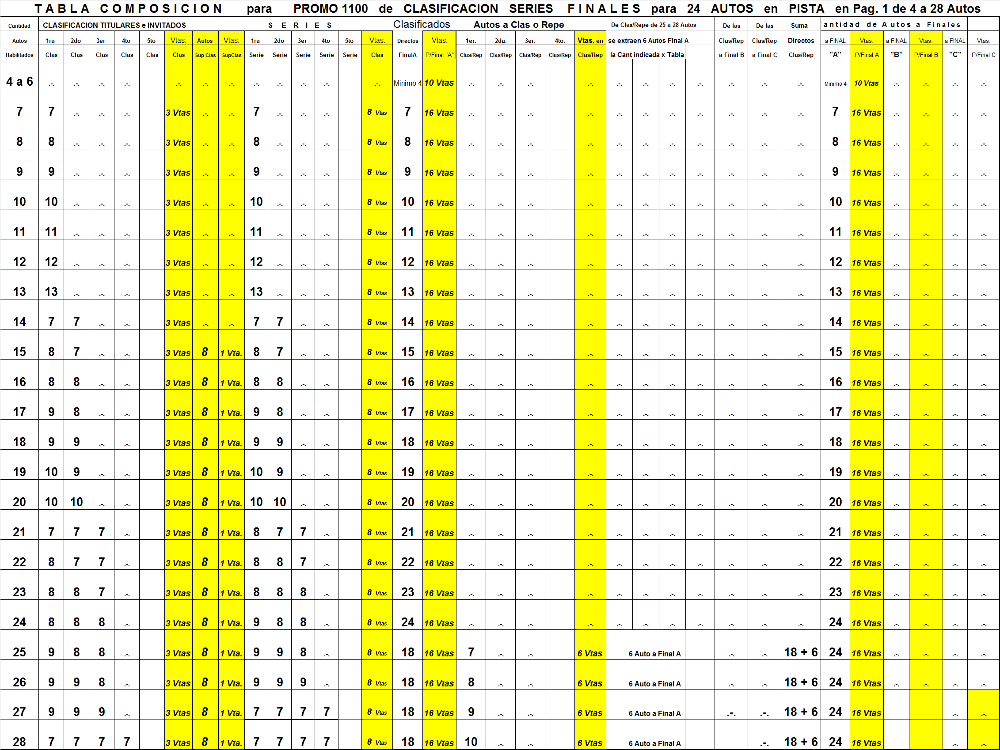 T A B L A C O M P O S I C I O N para PROMO 1100 de CLASIFICACION SERIES F I N A L E S para 24 AUTOS en PISTA en Pag. 1 de 4 a 28 Autos
Cantidad CLASIFICACION TITULARES e INVITADOS S E R I E S Clasificados Autos a Clas o Repe De Clas/Repe de 25 a 28 Autos De las De las Suma antidad de Autos a Finales
Autos 1ra 2do 3er 4to 5to Vtas. Autos Vtas. 1ra 2do 3er 4to 5to Vtas. Directos Vtas. 1er. 2da. 3er. 4to. Vtas. en se extraen 6 Autos Final A Clas/Rep Clas/Rep Directos a FINAL Vtas. a FINAL Vtas. a FINAL Vtas.
Habilitados Clas Clas Clas Clas Clas Clas Sup Clas SupClas Serie Serie Serie Serie Serie Clas FinalA P/Final "A" Clas/Rep Clas/Rep Clas/Rep Clas/Rep Clas/Rep la Cant indicada x Tabla a Final B a Final C Clas/Rep "A" P/Final A "B" P/Final B "C" P/Final C
4 a 6 .-. .-. .-. .-. .-. .-. .-. .-. .-. .-. .-. .-. Minimo 4 10 Vtas .-. .-. .-. .-. .-. .-. .-. .-. .-. .-. .-. Minimo 4 10 Vtas .-. .-. .-. .-.
7 7 .-. .-. .-. 3 Vtas .-. .-. 7 .-. .-. .-. 8 Vtas 7 16 Vtas .-. .-. .-. .-. .-. .-. .-. .-. .-. .-. .-. 7 16 Vtas .-. .-. .-. .-.
8 8 .-. .-. .-. 3 Vtas .-. .-. 8 .-. .-. .-. 8 Vtas 8 16 Vtas .-. .-. .-. .-. .-. .-. .-. .-. .-. .-. .-. 8 16 Vtas .-. .-. .-. .-.
9 9 .-. .-. .-. 3 Vtas .-. .-. 9 .-. .-. .-. 8 Vtas 9 16 Vtas .-. .-. .-. .-. .-. .-. .-. .-. .-. .-. .-. 9 16 Vtas .-. .-. .-. .-.
10 10 .-. .-. .-. 3 Vtas .-. .-. 10 .-. .-. .-. 8 Vtas 10 16 Vtas .-. .-. .-. .-. .-. .-. .-. .-. .-. .-. .-. 10 16 Vtas .-. .-. .-. .-.
11 11 .-. .-. .-. 3 Vtas .-. .-. 11 .-. .-. .-. 8 Vtas 11 16 Vtas .-. .-. .-. .-. .-. .-. .-. .-. .-. .-. .-. 11 16 Vtas .-. .-. .-. .-.
12 12 .-. .-. .-. 3 Vtas .-. .-. 12 .-. .-. .-. 8 Vtas 12 16 Vtas .-. .-. .-. .-. .-. .-. .-. .-. .-. .-. .-. 12 16 Vtas .-. .-. .-. .-.
13 13 .-. .-. .-. 3 Vtas .-. .-. 13 .-. .-. .-. 8 Vtas 13 16 Vtas .-. .-. .-. .-. .-. .-. .-. .-. .-. .-. .-. 13 16 Vtas .-. .-. .-. .-.
14 7 7 .-. .-. 3 Vtas .-. .-. 7 7 .-. .-. 8 Vtas 14 16 Vtas .-. .-. .-. .-. .-. .-. .-. .-. .-. .-. .-. 14 16 Vtas .-. .-. .-. .-.
15 8 7 .-. .-. 3 Vtas 8 1 Vta. 8 7 .-. .-. 8 Vtas 15 16 Vtas .-. .-. .-. .-. .-. .-. .-. .-. .-. .-. .-. 15 16 Vtas .-. .-. .-. .-.
16 8 8 .-. .-. 3 Vtas 8 1 Vta. 8 8 .-. .-. 8 Vtas 16 16 Vtas .-. .-. .-. .-. .-. .-. .-. .-. .-. .-. .-. 16 16 Vtas .-. .-. .-. .-.
17 9 8 .-. .-. 3 Vtas 8 1 Vta. 9 8 .-. .-. 8 Vtas 17 16 Vtas .-. .-. .-. .-. .-. .-. .-. .-. .-. .-. .-. 17 16 Vtas .-. .-. .-. .-.
18 9 9 .-. .-. 3 Vtas 8 1 Vta. 9 9 .-. .-. 8 Vtas 18 16 Vtas .-. .-. .-. .-. .-. .-. .-. .-. .-. .-. .-. 18 16 Vtas .-. .-. .-. .-.
19 10 9 .-. .-. 3 Vtas 8 1 Vta. 10 9 .-. .-. 8 Vtas 19 16 Vtas .-. .-. .-. .-. .-. .-. .-. .-. .-. .-. .-. 19 16 Vtas .-. .-. .-. .-.
20 10 10 .-. .-. 3 Vtas 8 1 Vta. 10 10 .-. .-. 8 Vtas 20 16 Vtas .-. .-. .-. .-. .-. .-. .-. .-. .-. .-. .-. 20 16 Vtas .-. .-. .-. .-.
21 7 7 7 .-. 3 Vtas 8 1 Vta. 8 7 7 .-. 8 Vtas 21 16 Vtas .-. .-. .-. .-. .-. .-. .-. .-. .-. .-. .-. 21 16 Vtas .-. .-. .-. .-.
22 8 7 7 .-. 3 Vtas 8 1 Vta. 8 8 7 .-. 8 Vtas 22 16 Vtas .-. .-. .-. .-. .-. .-. .-. .-. .-. .-. .-. 22 16 Vtas .-. .-. .-. .-.
23 8 8 7 .-. 3 Vtas 8 1 Vta. 8 8 8 .-. 8 Vtas 23 16 Vtas .-. .-. .-. .-. .-. .-. .-. .-. .-. .-. .-. 23 16 Vtas .-. .-. .-. .-.
24 8 8 8 .-. 3 Vtas 8 1 Vta. 9 8 8 .-. 8 Vtas 24 16 Vtas .-. .-. .-. .-. .-. .-. .-. .-. .-. .-. .-. 24 16 Vtas .-. .-. .-. .-.
25 9 8 8 .-. 3 Vtas 8 1 Vta. 9 9 8 .-. 8 Vtas 18 16 Vtas 7 .-. .-. 6 Vtas 6 Auto a Final A .-. .-. 18 + 6 24 16 Vtas .-. .-. .-. .-.
26 9 9 8 .-. 3 Vtas 8 1 Vta. 9 9 9 .-. 8 Vtas 18 16 Vtas 8 .-. .-. 6 Vtas 6 Auto a Final A .-. .-. 18 + 6 24 16 Vtas .-. .-. .-. .-.
27 9 9 9 .-. 3 Vtas 8 1 Vta. 7 7 7 7 8 Vtas 18 16 Vtas 9 .-. .-. 6 Vtas 6 Auto a Final A .-. .-. 18 + 6 24 16 Vtas .-. .-.
28 7 7 7 7 3 Vtas 8 1 Vta. 7 7 7 7 8 Vtas 18 16 Vtas 10 .-. .-. 6 Vtas 6 Auto a Final A .-. 18 + 6 24 16 Vtas .-. .-.